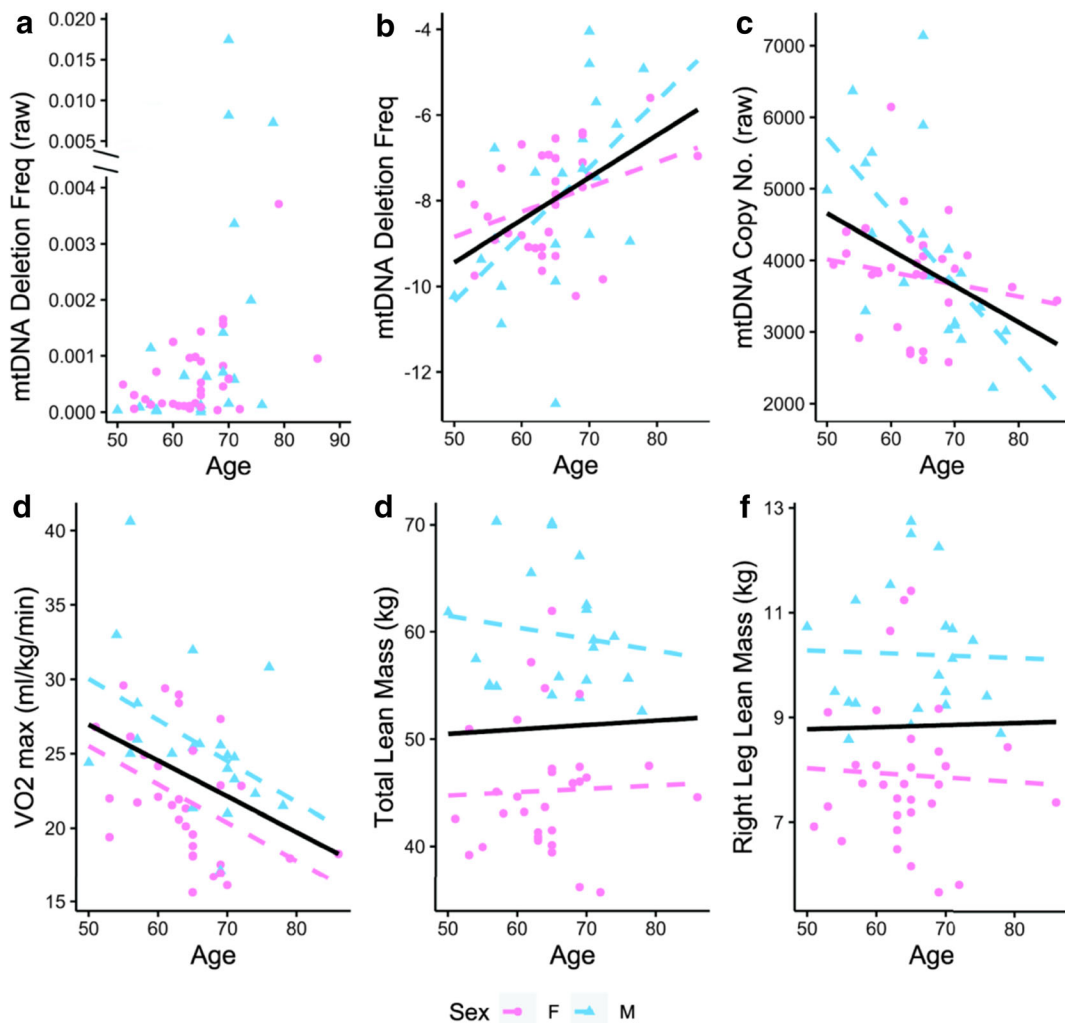 a
mtDNA Deletion Freq (raw)
0.020
0.015
0.010
0.005
0.004
0.003
0.002
0.001
0.000
50 60 70 80 90
Age
b
mtDNA Deletion Freq
-4
-6
-8
-10
-12
50 60 70 80
Age
c
mtDNA Copy No. (raw)
7000
6000
5000
4000
3000
2000
50 60 70 80
Age
d
VO2 max (ml/kg/min)
40
35
30
25
20
15
50 60 70 80
Age
d
Total Lean Mass (kg)
70
60
50
40
50 60 70 80
Age
f
Right Leg Lean Mass (kg)
13
11
9
7
50 60 70 80
Age
Sex F M